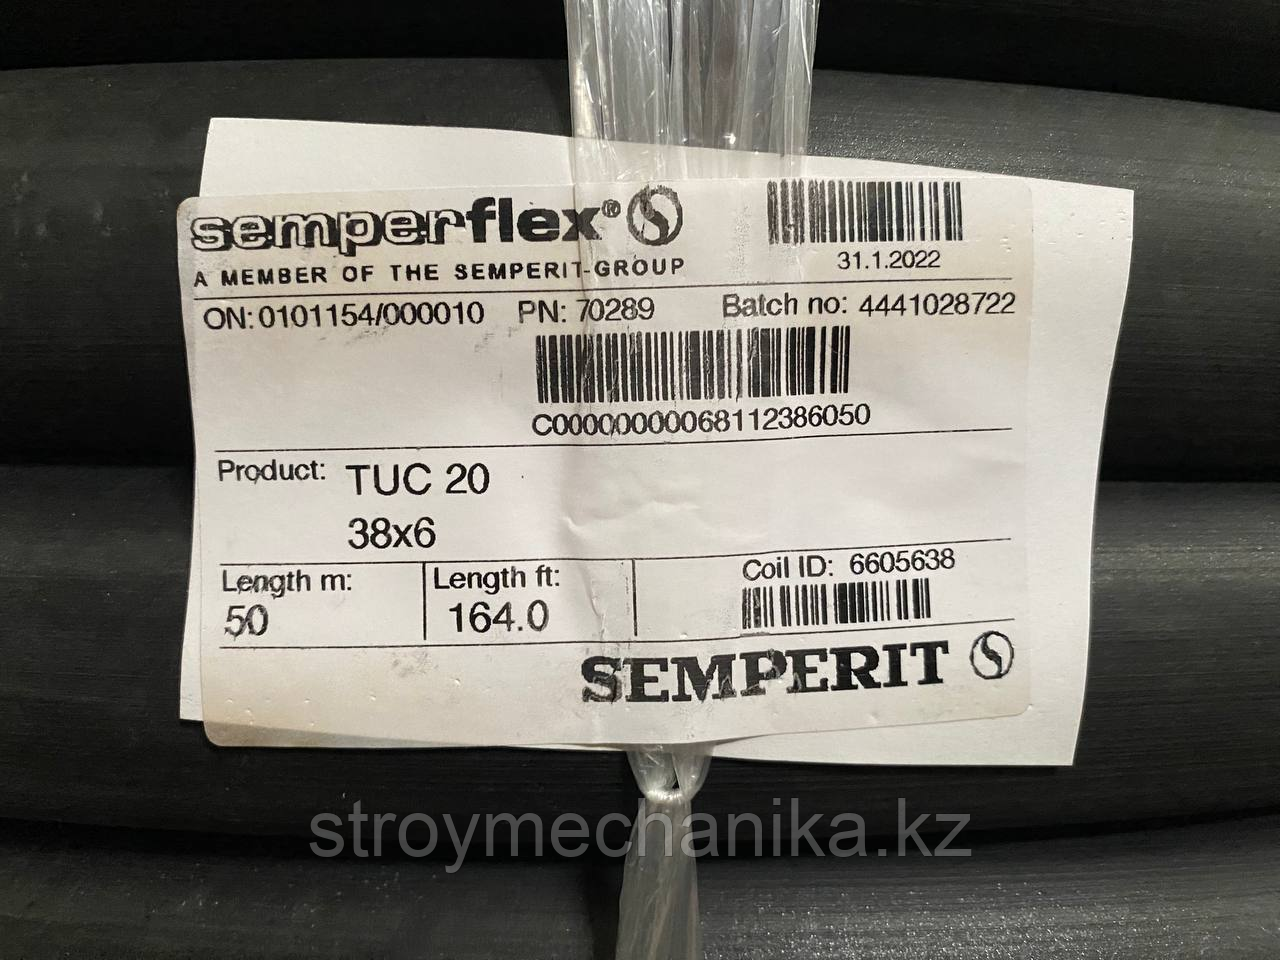 semperflex®
A MEMBER OF THE SEMPERIT-GROUP
31.1.2022
ON: 0101154/000010 PN: 70289 Batch no: 4441028722
C00000000068112386050
Product: TUC 20
38x6
Length m: Length ft: Coil ID: 6605638
50 164.0
SEMPERIT
stroymechanika.kz